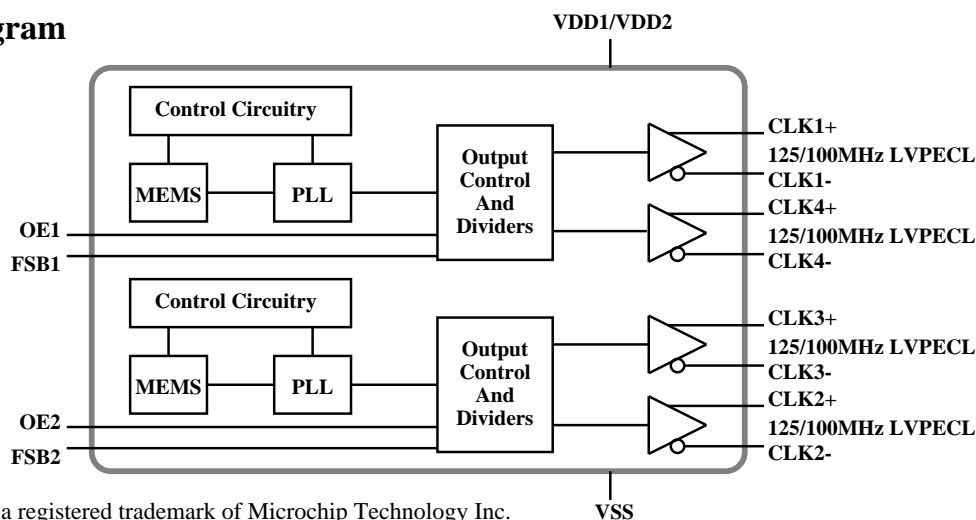 gram
VDD1/VDD2
Control Circuitry
MEMS
PLL
Output
Control
And
Dividers
OE1
FSB1
CLK1+
125/100MHz LVPECL
CLK1-
CLK4+
125/100MHz LVPECL
CLK4-
Control Circuitry
MEMS
PLL
Output
Control
And
Dividers
OE2
FSB2
CLK3+
125/100MHz LVPECL
CLK3-
CLK2+
125/100MHz LVPECL
CLK2-
a registered trademark of Microchip Technology Inc.
VSS